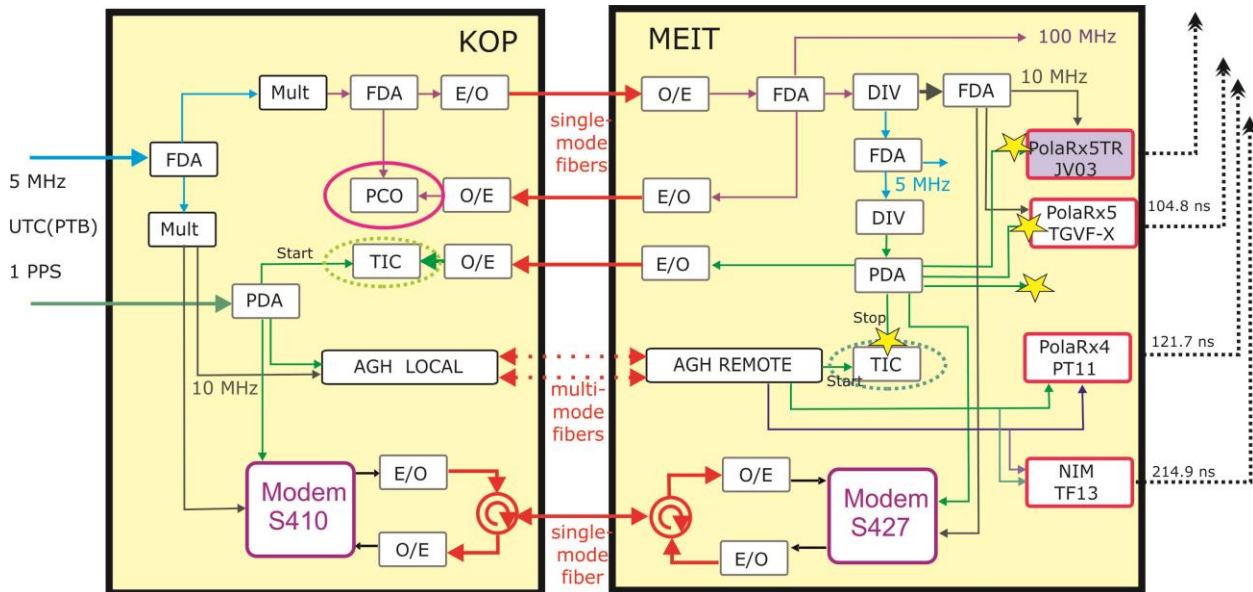 KOP
MEIT
100 MHz
Mult
FDA
E/O
O/E
FDA
DIV
FDA
10 MHz
single-
mode
fibers
FDA
5 MHz
UTC(PTB)
1 PPS
Mult
PCO
O/E
E/O
FDA
5 MHz
DIV
PolaRx5TR
JV03
PolaRx5
TGVF-X
104.8 ns
Start
TIC
O/E
E/O
PDA
PDA
Stop
AGH LOCAL
10 MHz
multi-
mode
fibers
AGH REMOTE
Start
TIC
PolaRx4
PT11
121.7 ns
Modem
S410
E/O
O/E
single-
mode
fiber
O/E
E/O
Modem
S427
NIM
TF13
214.9 ns